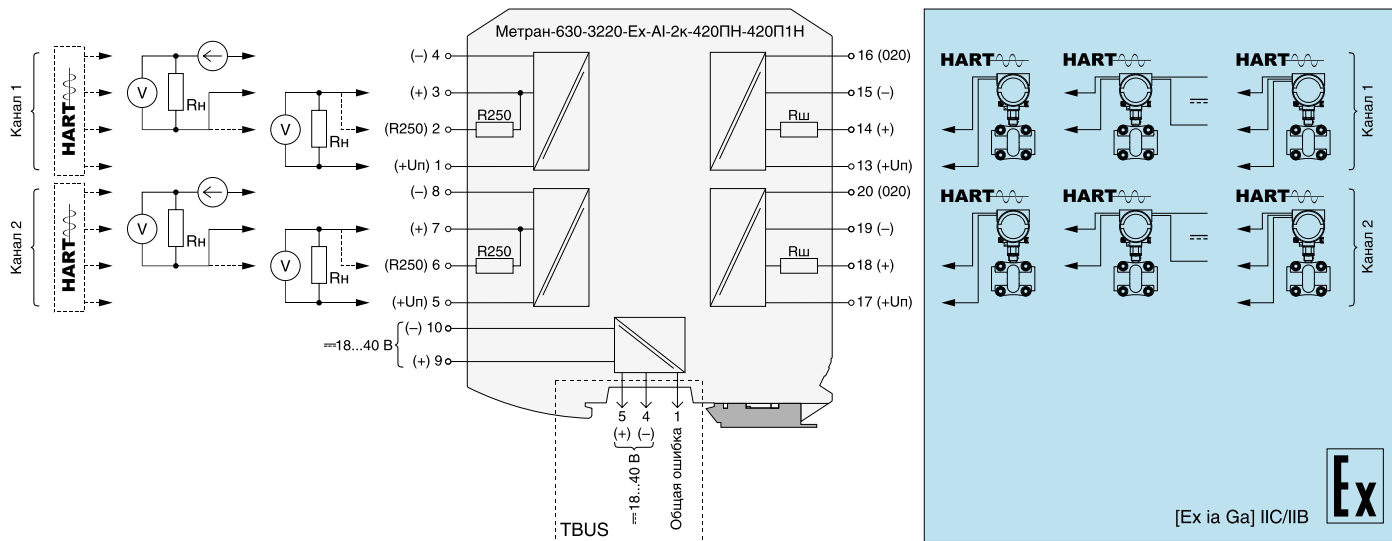 Метран-630-3220-Ex-AI-2к-420ПН-420П1Н
Канал 1
HART
V
Rн
V
Rн
(–) 4
(+) 3
(R250) 2
(+Uп) 1
R250
Rш
16 (020)
15 (–)
14 (+)
13 (+Uп)
HART
HART
HART
Канал 1
Канал 2
HART
V
Rн
V
Rн
(–) 8
(+) 7
(R250) 6
(+Uп) 5
R250
Rш
20 (020)
19 (–)
18 (+)
17 (+Uп)
HART
HART
HART
Канал 2
18...40 В
(–) 10
(+) 9
5 4 1
(+) (–)
18...40 В
Общая ошибка
TBUS
[Ex ia Ga] IIC/IIB
Ex